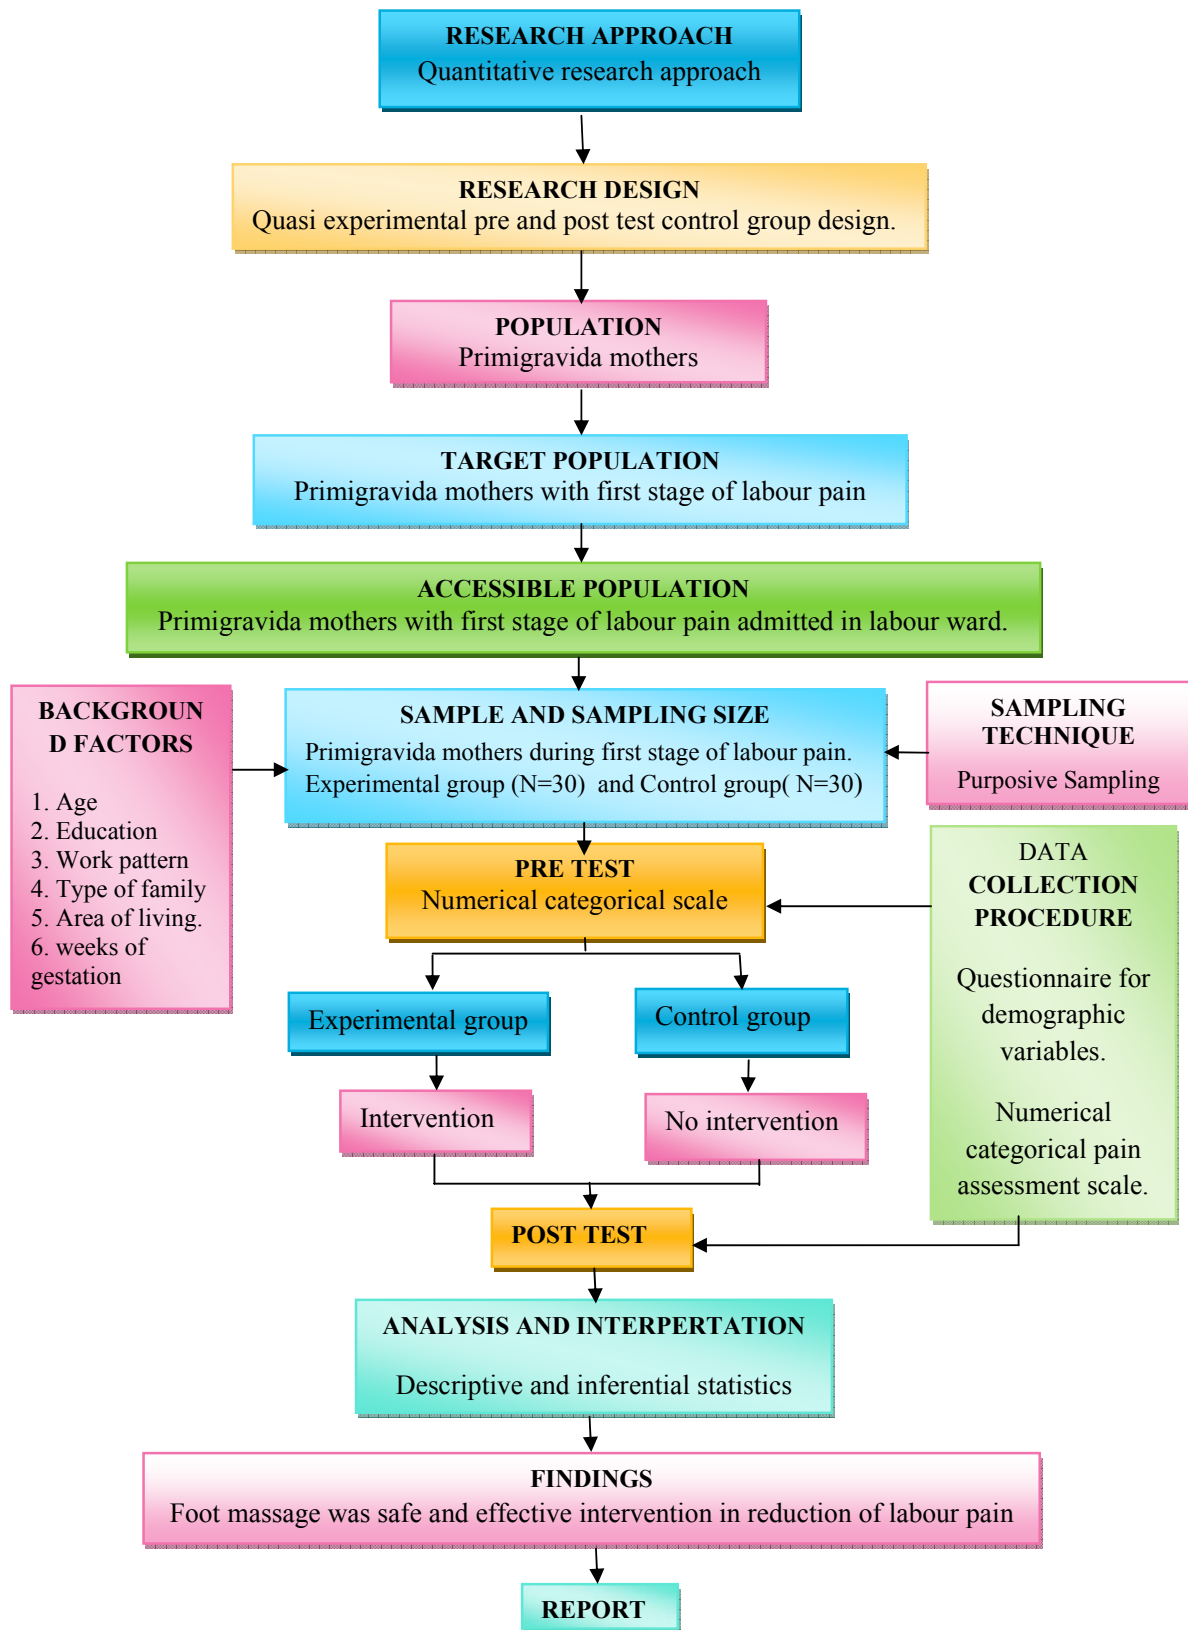 RESEARCH APPROACH
Quantitative research approach
RESEARCH DESIGN
Quasi experimental pre and post test control group design.
POPULATION
Primigravida mothers
TARGET POPULATION
Primigravida mothers with first stage of labour pain
ACCESSIBLE POPULATION
Primigravida mothers with first stage of labour pain admitted in labour ward.
BACKGROUN
D FACTORS
1. Age
2. Education
3. Work pattern
4. Type of family
5. Area of living.
6. weeks of
gestation
SAMPLE AND SAMPLING SIZE
Primigravida mothers during first stage of labour pain.
Experimental group (N=30) and Control group( N=30)
SAMPLING
TECHNIQUE
Purposive Sampling
PRE TEST
Numerical categorical scale
DATA
COLLECTION
PROCEDURE
Questionnaire for
demographic
variables.
Numerical
categorical pain
assessment scale.
Experimental group
Control group
Intervention
No intervention
POST TEST
ANALYSIS AND INTERPERTATION
Descriptive and inferential statistics
FINDINGS
Foot massage was safe and effective intervention in reduction of labour pain
REPORT